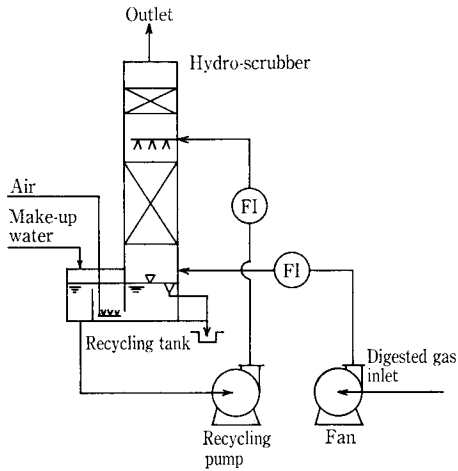 Outlet
Hydro-scrubber
Air
FI
Make-up
water
FI
Recycling tank
Digested gas
inlet
Recycling
pump
Fan